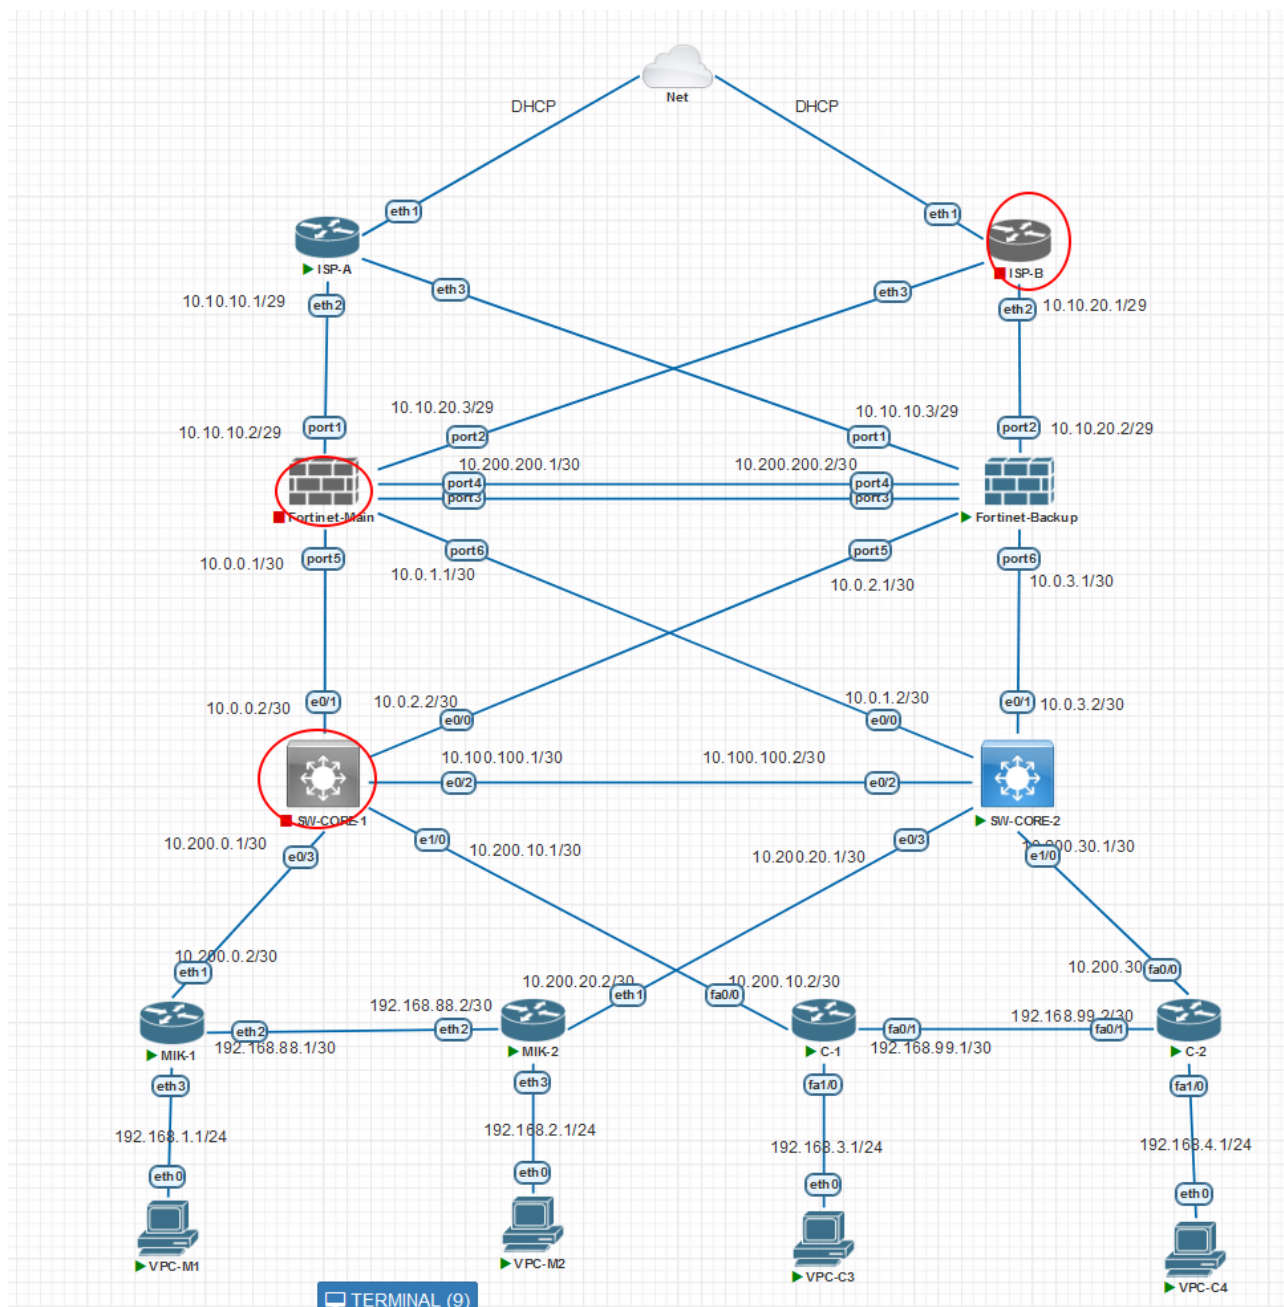 Net
DHCP
DHCP
eth1
eth1
ISP-A
ISP-B
eth3
eth3
10.10.10.1/29
eth2
eth2
10.10.20.1/29
10.10.20.3/29
10.10.10.3/29
10.10.10.2/29
port1
port2
port1
port2
10.10.20.2/29
10.200.200.1/30
10.200.200.2/30
port4
port4
port3
port3
Fortinet-Main
Fortinet-Backup
10.0.0.1/30
port5
port6
port5
port6
10.0.1.1/30
10.0.2.1/30
10.0.3.1/30
10.0.0.2/30
e0/1
10.0.2.2/30
10.0.1.2/30
e0/1
10.0.3.2/30
e0/0
e0/0
10.100.100.1/30
10.100.100.2/30
e0/2
e0/2
SW-CORE-1
SW-CORE-2
10.200.0.1/30
e0/3
e1/0
10.200.10.1/30
10.200.20.1/30
e0/3
10.200.30.1/30
e1/0
10.200.0.2/30
eth1
10.200.20.2/30
eth1
10.200.10.2/30
fa0/0
10.200.30
fa0/0
192.168.88.2/30
192.168.99.2/30
eth2
eth2
fa0/1
fa0/1
192.168.88.1/30
192.168.99.1/30
MIK-1
MIK-2
C-1
C-2
eth3
eth3
fa1/0
fa1/0
192.168.1.1/24
192.168.2.1/24
192.168.3.1/24
192.168.4.1/24
eth0
eth0
eth0
eth0
VPC-M1
VPC-M2
VPC-C3
VPC-C4
TERMINAL (9)